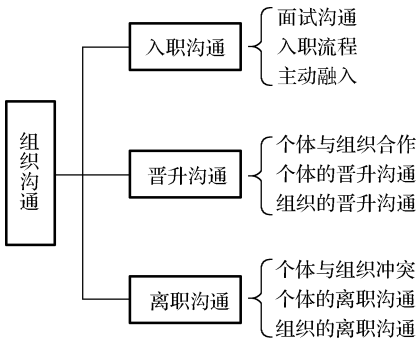 组织沟通
入职沟通
面试沟通
入职流程
主动融入
晋升沟通
个体与组织合作
个体的晋升沟通
组织的晋升沟通
离职沟通
个体与组织冲突
个体的离职沟通
组织的离职沟通